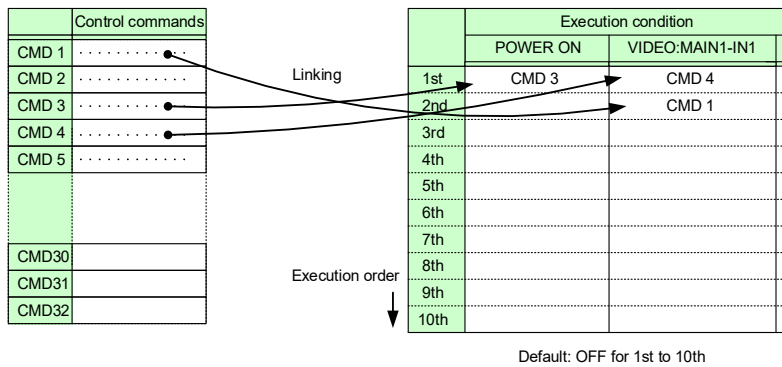 Control commands
CMD 1
CMD 2
CMD 3
CMD 4
CMD 5
CMD30
CMD31
CMD32
Linking
Execution order
Execution condition
POWER ON VIDEO:MAIN1-IN1
1st CMD 3 CMD 4
2nd CMD 1
3rd
4th
5th
6th
7th
8th
9th
10th
Default: OFF for 1st to 10th